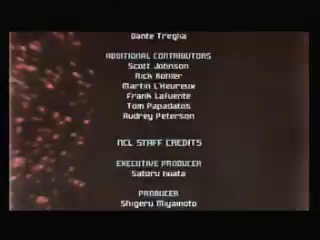 Dante Treglia
ADDITIONAL CONTRIBUTORS
Scott Johnson
Rick Kohler
Martin L'Heureux
Frank Lafuente
Tom Papadatos
Audrey Peterson
NCL STAFF CREDITS
EXECUTIVE PRODUCER
Satoru Iwata
PRODUCER
Shigeru Miyamoto